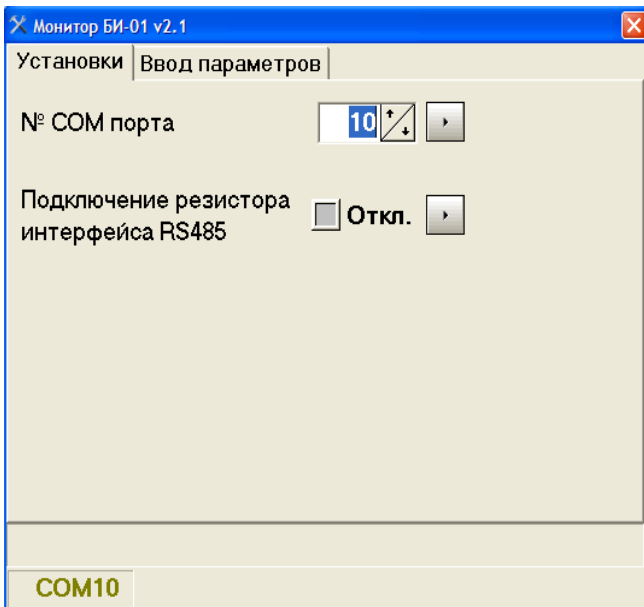 Монитор БИ-01 v2.1
Установки Ввод параметров
№ COM порта 10
Подключение резистора
интерфейса RS485
Откл.
COM10